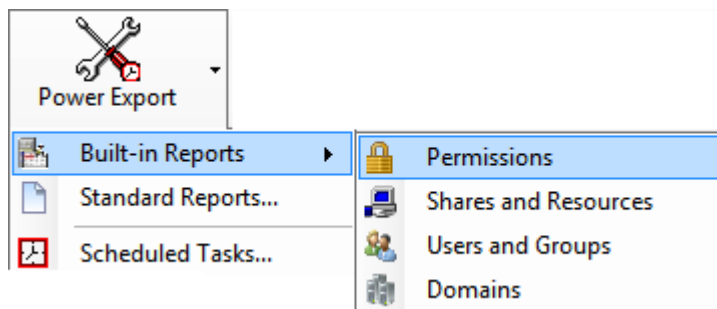 Power Export
Built-in Reports
Standard Reports...
Scheduled Tasks...
Permissions
Shares and Resources
Users and Groups
Domains